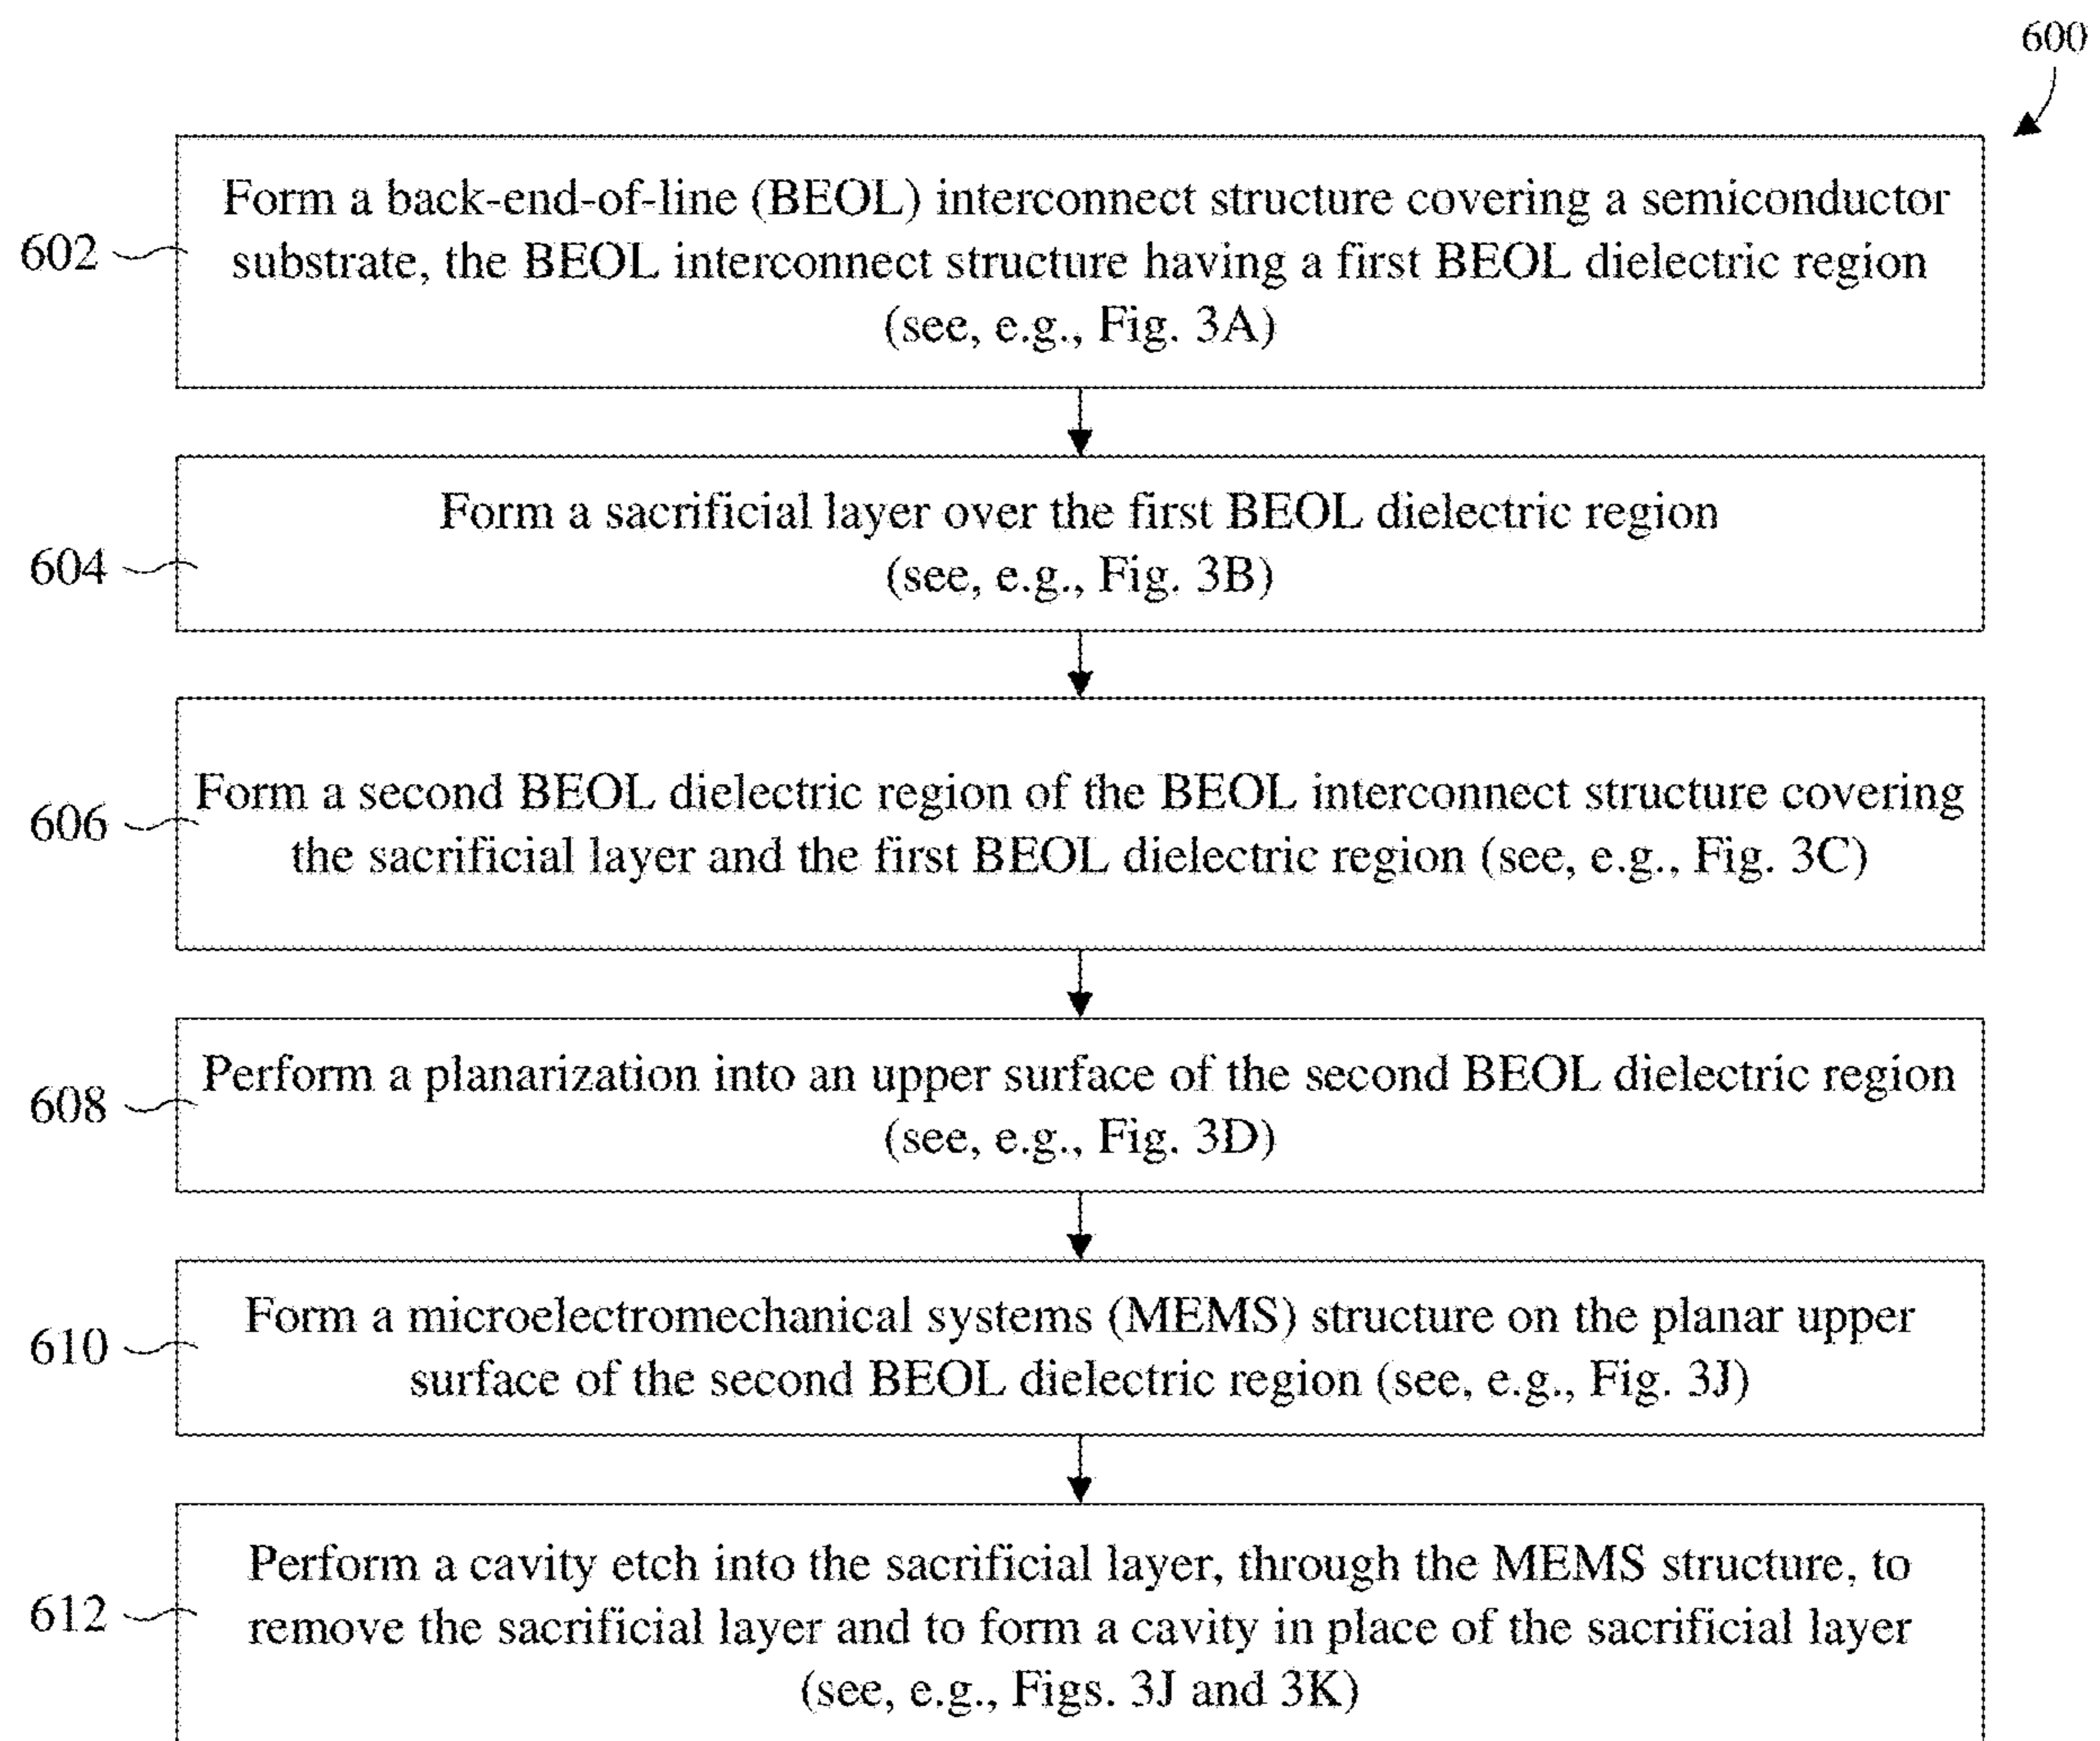 600
Form a back-end-of-line (BEOL) interconnect structure covering a semiconductor
602
substrate, the BEOL interconnect structure having a first BEOL dielectric region
(see, e.g., Fig. 3A)
Form a sacrificial layer over the first BEOL dielectric region
604
(see, e.g., Fig. 3B)
Form a second BEOL dielectric region of the BEOL interconnect structure covering
606
the sacrificial layer and the first BEOL dielectric region (see, e.g., Fig. 3C)
Perform a planarization into an upper surface of the second BEOL dielectric region
608
(see, e.g., Fig. 3D)
Form a microelectromechanical systems (MEMS) structure on the planar upper
610
surface of the second BEOL dielectric region (see, e.g., Fig. 3J)
Perform a cavity etch into the sacrificial layer, through the MEMS structure, to
612
remove the sacrificial layer and to form a cavity in place of the sacrificial layer
(see, e.g., Figs. 3J and 3K)